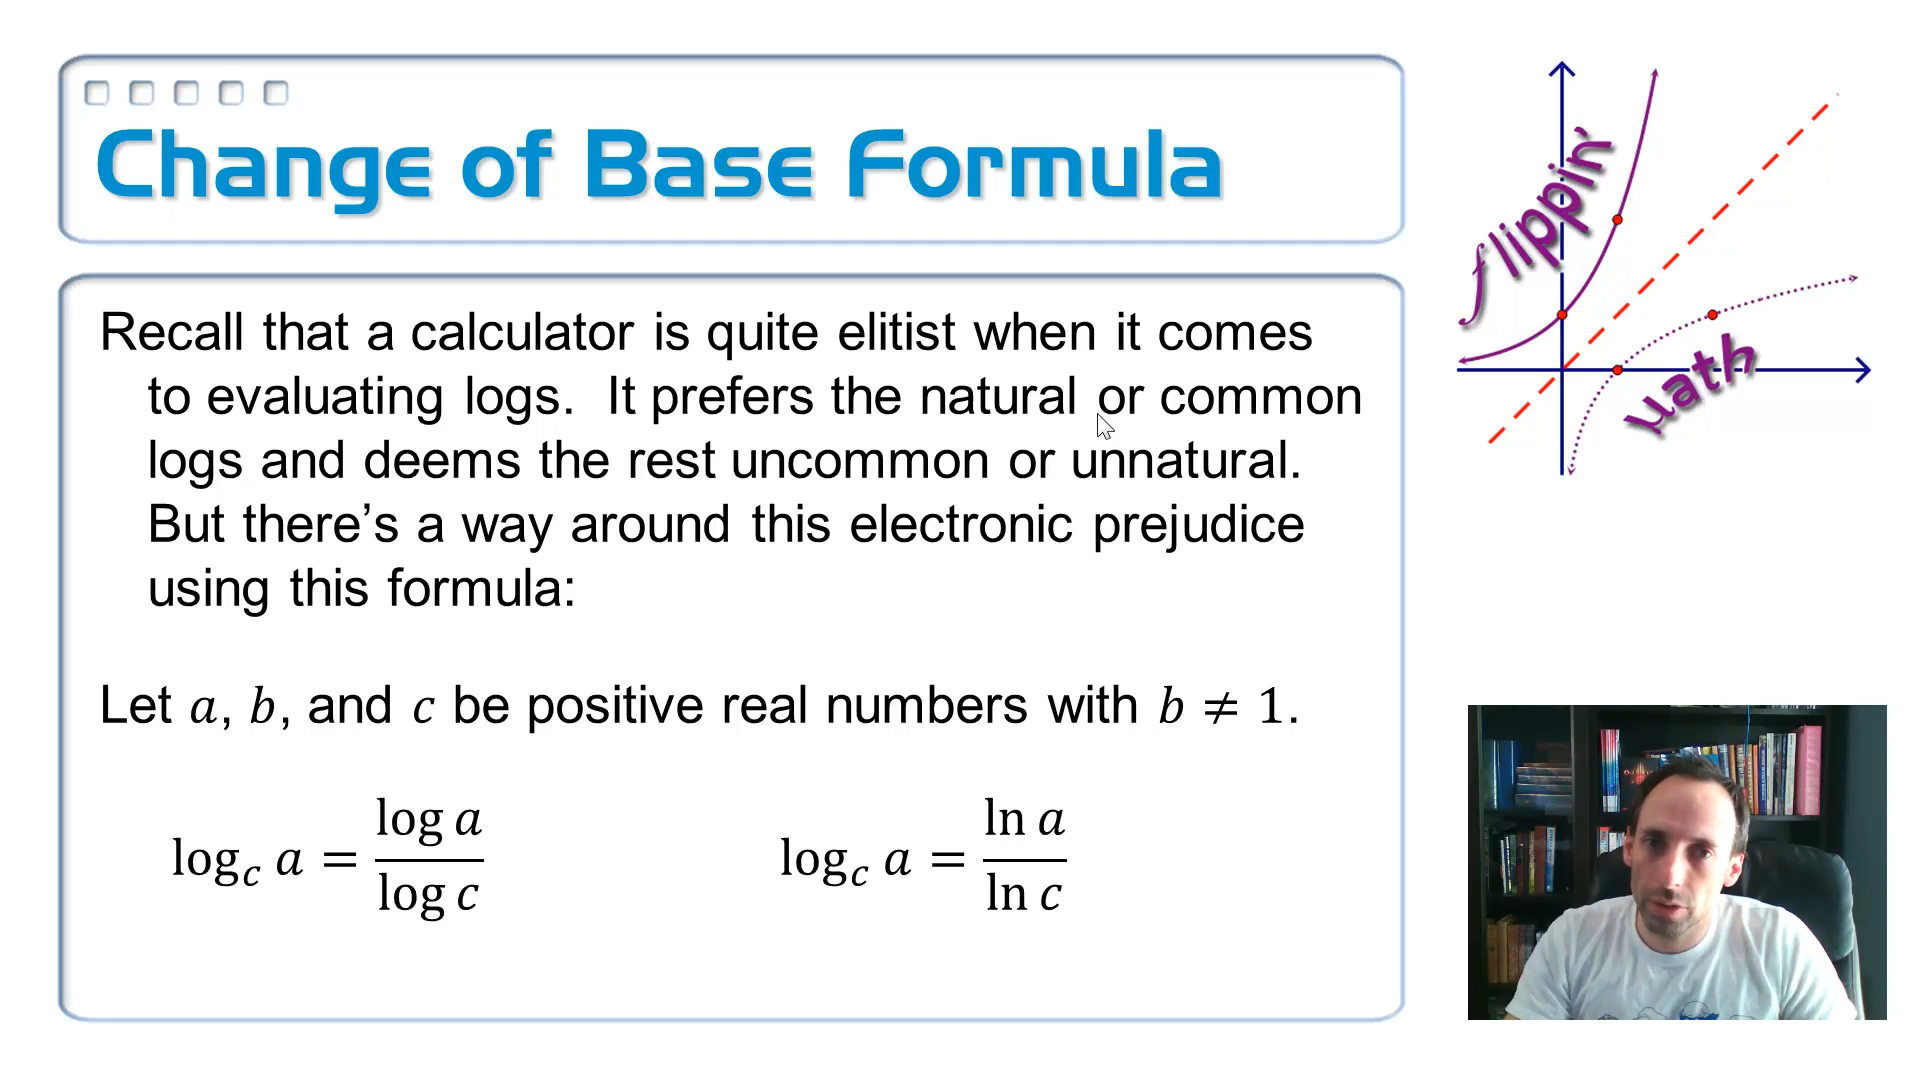 Change of Base Formula
Recall that a calculator is quite elitist when it comes
to evaluating logs.  It prefers the natural or common
logs and deems the rest uncommon or unnatural.
But there’s a way around this electronic prejudice
using this formula:
Let a, b, and c be positive real numbers with b ≠ 1.
log_c a = (log a)/(log c)
log_c a = (ln a)/(ln c)
flippin'
μath